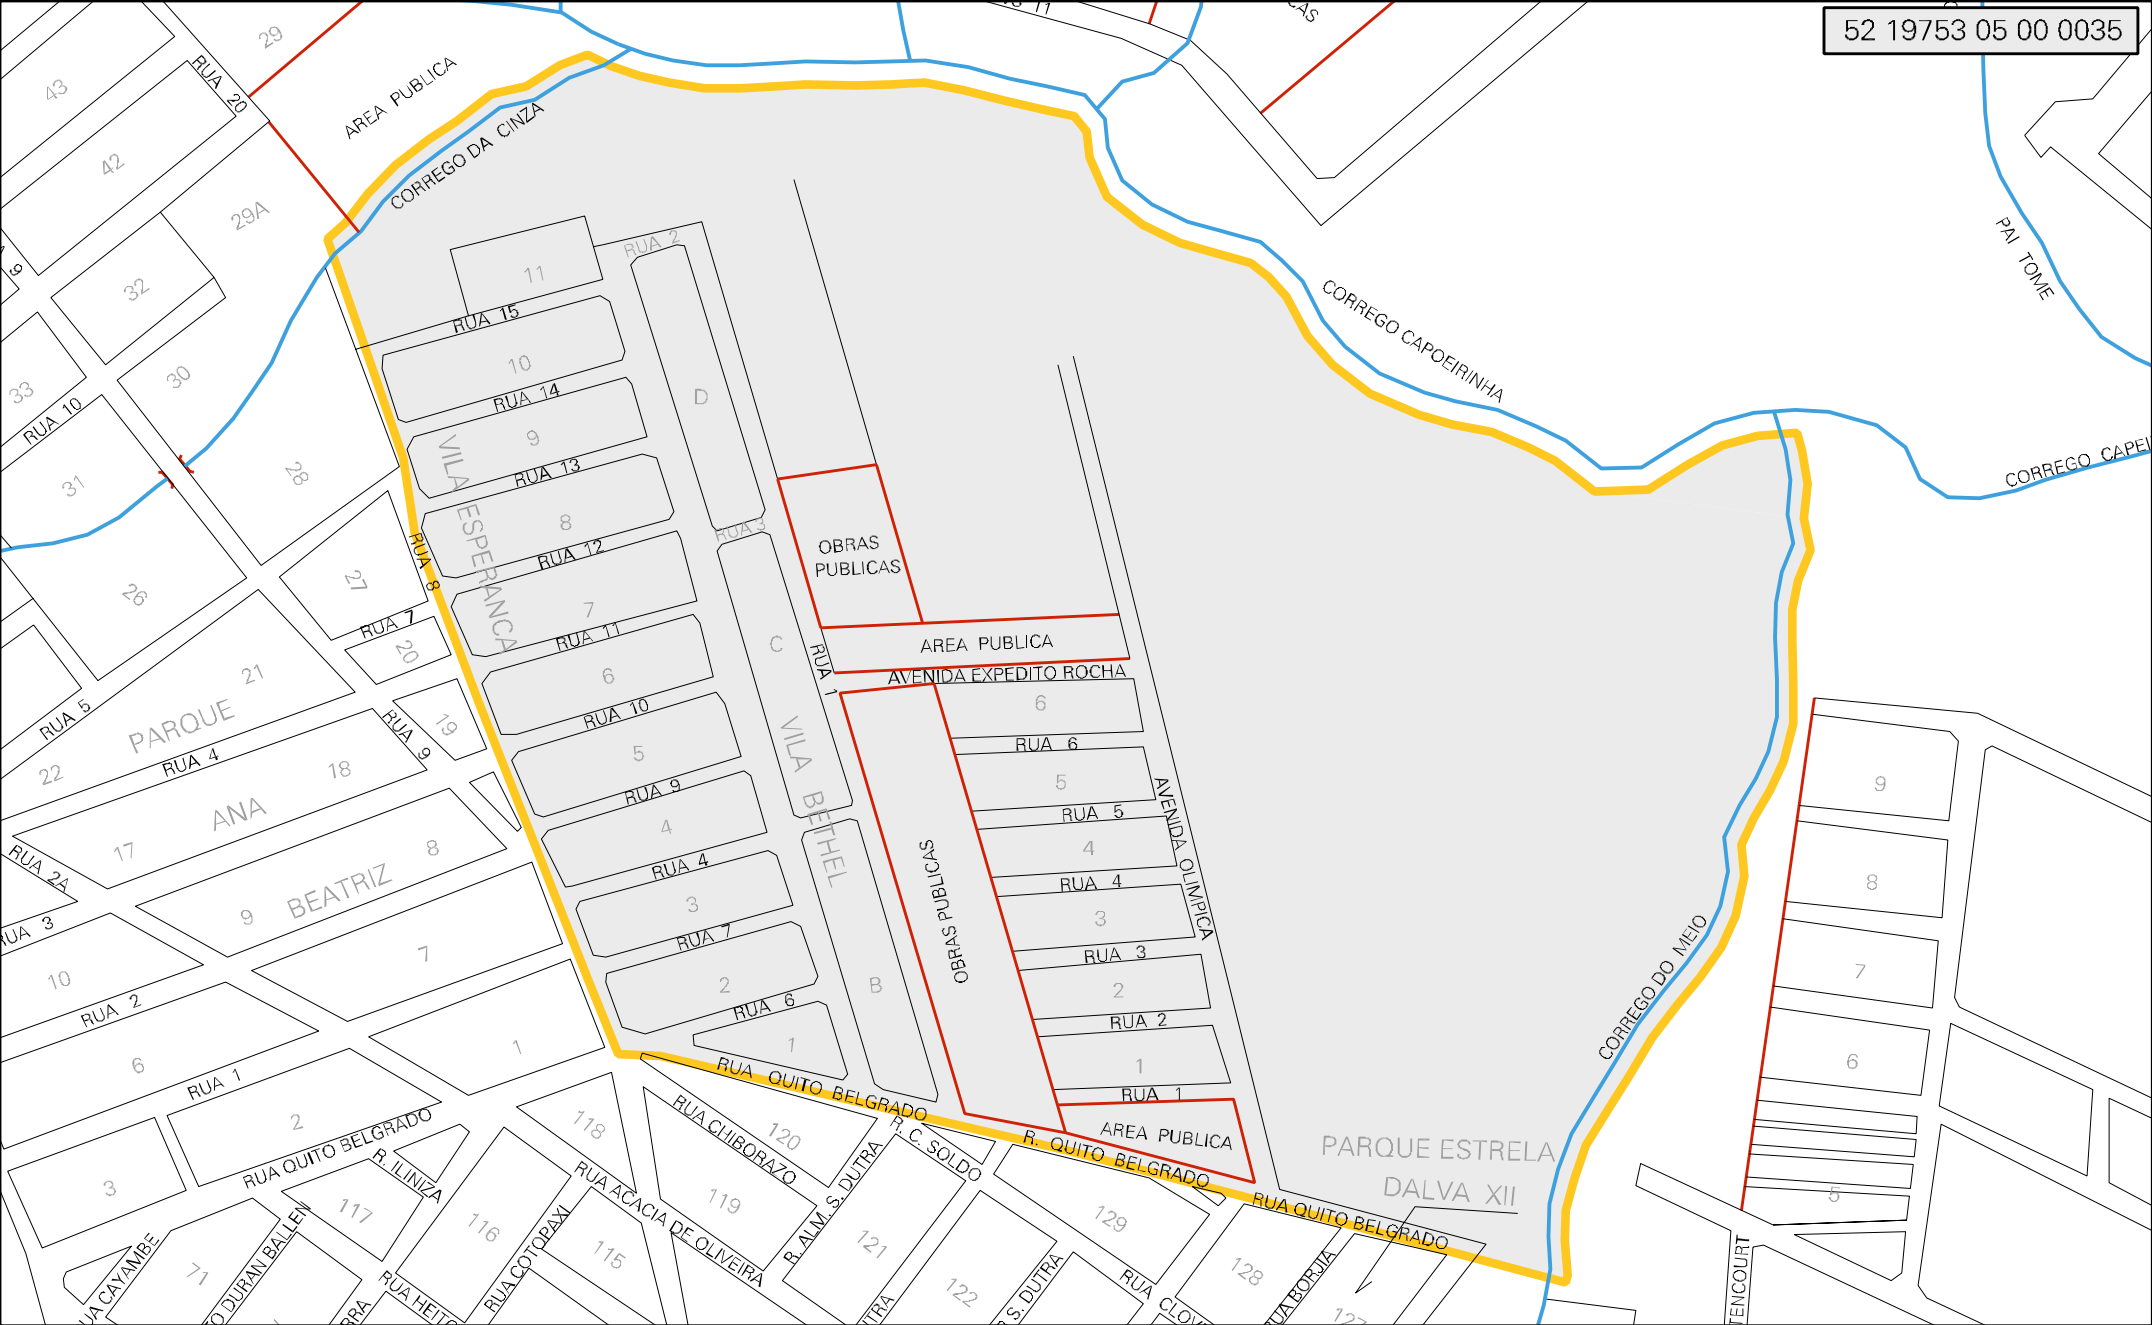 52 19753 05 00 0035
29
RUA 20
AREA PUBLICA
43
42
CORREGO DA CINZA
29A
32
9
33
RUA 10
30
31
28
26
27
RUA 7
20
RUA 8
21
RUA 5
PARQUE
22
RUA 4
18
RUA 9
19
ANA
17
8
RUA 2A
BEATRIZ
9
RUA 3
7
10
RUA 2
6
RUA 1
1
2
RUA QUITO BELGRADO
3
R. ILINIZA
117
116
118
71
115
RUA COTOPAXI
RUA ACACIA DE OLIVEIRA
RUA CHIBORAZO
120
119
R. ALM. S. DUTRA
121
122
S. DUTRA
R. C. SOLDO
129
128
RUA BORJIA
RUA 2
11
RUA 15
10
RUA 14
9
RUA 13
8
RUA 12
7
RUA 11
6
RUA 10
5
RUA 9
4
RUA 4
3
RUA 7
2
RUA 6
1
VILA ESPERANCA
D
RUA 3
C
RUA 1
VILA BETHEL
B
RUA QUITO BELGRADO
OBRAS
PUBLICAS
AREA PUBLICA
AVENIDA EXPEDITO ROCHA
6
RUA 6
5
RUA 5
4
RUA 4
3
RUA 3
2
RUA 2
1
RUA 1
OBRAS PUBLICAS
AVENIDA OLIMPICA
AREA PUBLICA
R. QUITO BELGRADO
RUA QUITO BELGRADO
PARQUE ESTRELA
DALVA XII
CORREGO CAPOEIRINHA
PAI TOME
CORREGO
CORREGO DO MEIO
9
8
7
6
5
11